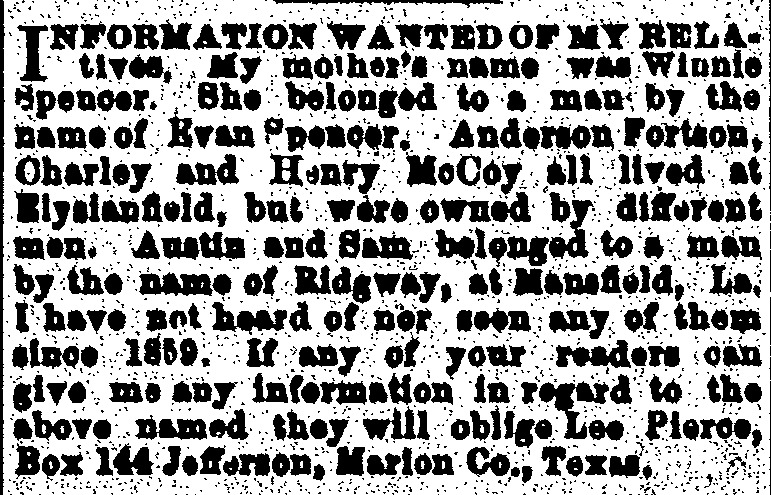 INFORMATION WANTED OF MY RELA-
tives. My mother's name was Winnie
Spencer. She belonged to a man by the
name of Evan Spencer. Anderson Fortson,
Charley and Henry McCoy all lived at
Elysianfield, but were owned by different
men. Austin and Sam belonged to a man
by the name of Ridgway, at Mansfield, La.
I have not heard of nor seen any of them
since 1859. If any of your readers can
give me any information in regard to the
above named they will oblige Lee Pierce,
Box 144 Jefferson, Marion Co., Texas.